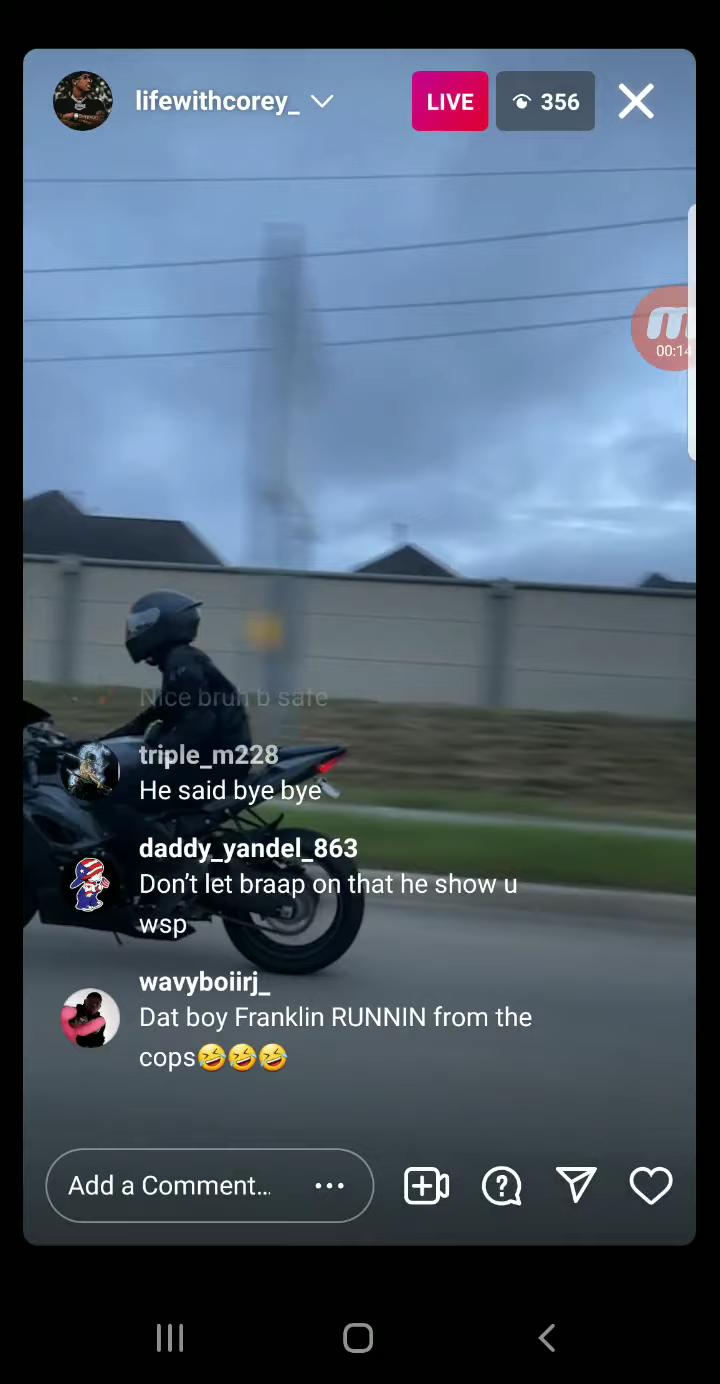 lifewithcorey_
LIVE
356
m
00:14
Nice bruh b safe
triple_m228
He said bye bye
daddy_yandel_863
Don’t let braap on that he show u
wsp
wavyboiirj_
Dat boy Franklin RUNNIN from the
cops🤣🤣🤣
Add a Comment...